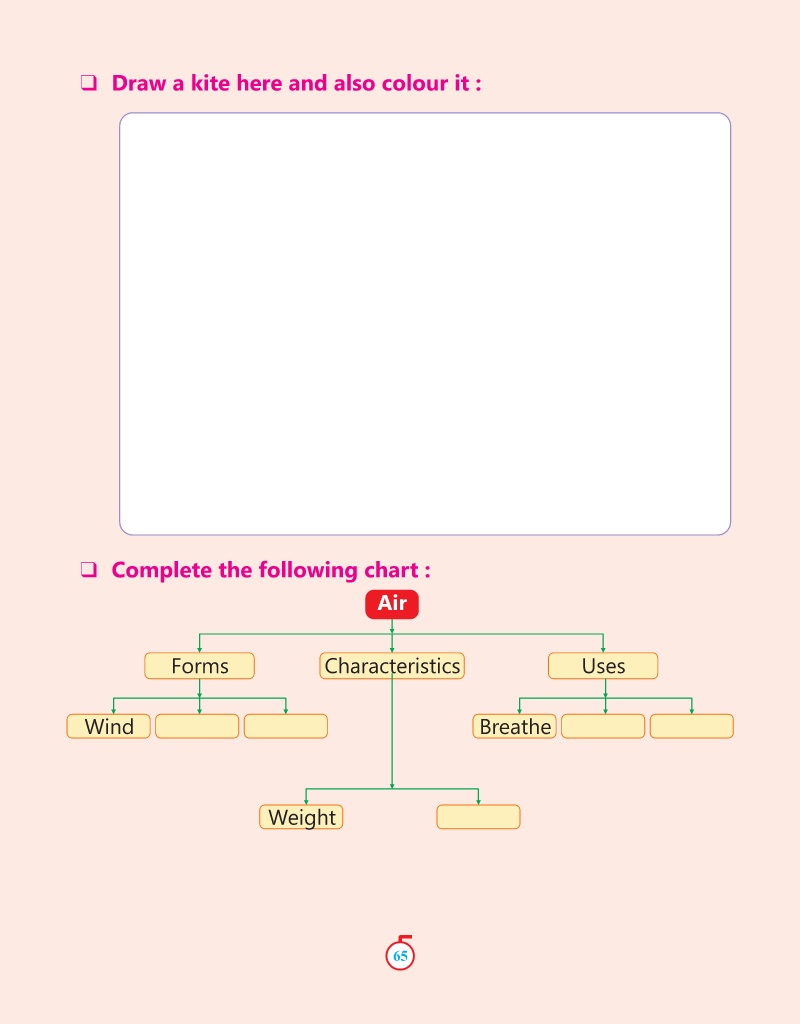 ❑ Draw a kite here and also colour it :
❑ Complete the following chart :
Air
Forms Characteristics Uses
Wind Breathe
Weight
65